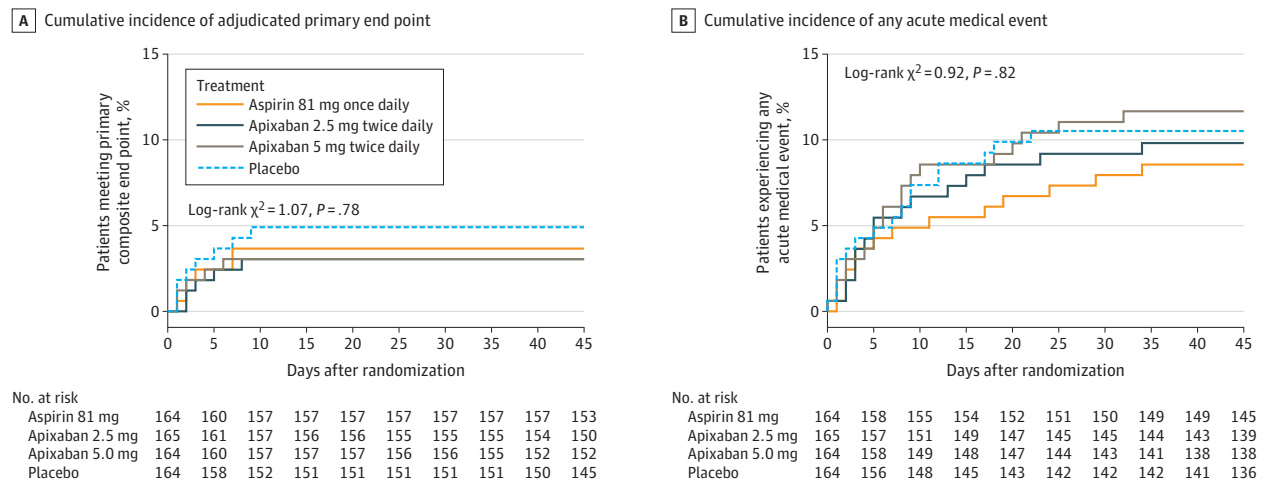 A Cumulative incidence of adjudicated primary end point
Patients meeting primary
composite end point, %
15
10
5
0
Treatment
Aspirin 81 mg once daily
Apixaban 2.5 mg twice daily
Apixaban 5 mg twice daily
Placebo
Log-rank χ² = 1.07, P = .78
0 5 10 15 20 25 30 35 40 45
Days after randomization
No. at risk
Aspirin 81 mg 164 160 157 157 157 157 157 157 157 153
Apixaban 2.5 mg 165 161 157 156 156 155 155 155 154 150
Apixaban 5.0 mg 164 160 157 157 157 156 156 155 152 152
Placebo 164 158 152 151 151 151 151 151 150 145
B Cumulative incidence of any acute medical event
Patients experiencing any
acute medical event, %
15
10
5
0
Log-rank χ² = 0.92, P = .82
0 5 10 15 20 25 30 35 40 45
Days after randomization
No. at risk
Aspirin 81 mg 164 158 155 154 152 151 150 149 149 145
Apixaban 2.5 mg 165 157 151 149 147 145 145 144 143 139
Apixaban 5.0 mg 164 158 149 148 147 144 143 141 138 138
Placebo 164 156 148 145 143 142 142 142 141 136